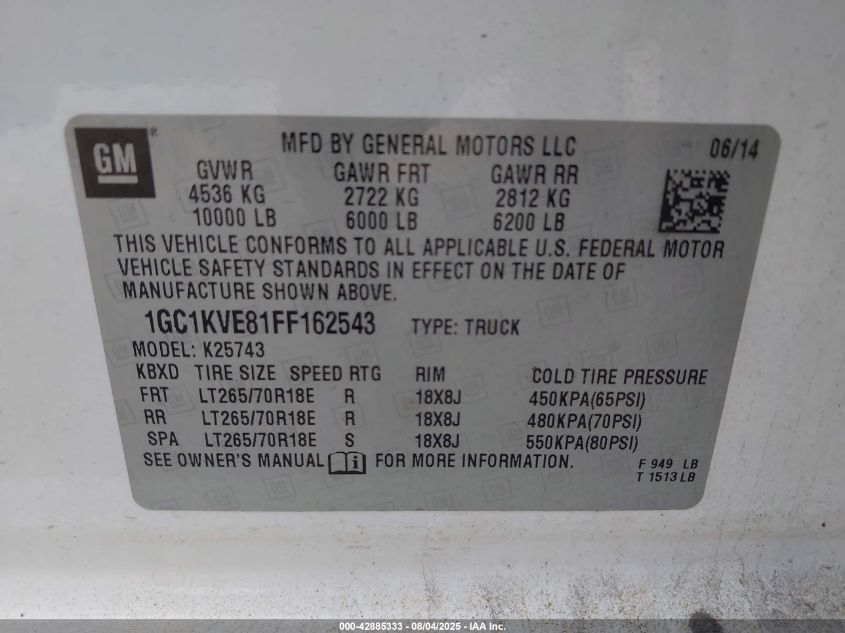 GM ®
MFD BY GENERAL MOTORS LLC 06/14
GVWR GAWR FRT GAWR RR
4536 KG 2722 KG 2812 KG
10000 LB 6000 LB 6200 LB
THIS VEHICLE CONFORMS TO ALL APPLICABLE U.S. FEDERAL MOTOR
VEHICLE SAFETY STANDARDS IN EFFECT ON THE DATE OF
MANUFACTURE SHOWN ABOVE.
1GC1KVE81FF162543 TYPE: TRUCK
MODEL: K25743
KBXD TIRE SIZE SPEED RTG RIM COLD TIRE PRESSURE
FRT LT265/70R18E R 18X8J 450KPA(65PSI)
RR LT265/70R18E R 18X8J 480KPA(70PSI)
SPA LT265/70R18E S 18X8J 550KPA(80PSI)
SEE OWNER'S MANUAL FOR MORE INFORMATION.
F 949 LB
T 1513 LB
000-42885333 - 08/04/2025 - IAA Inc.